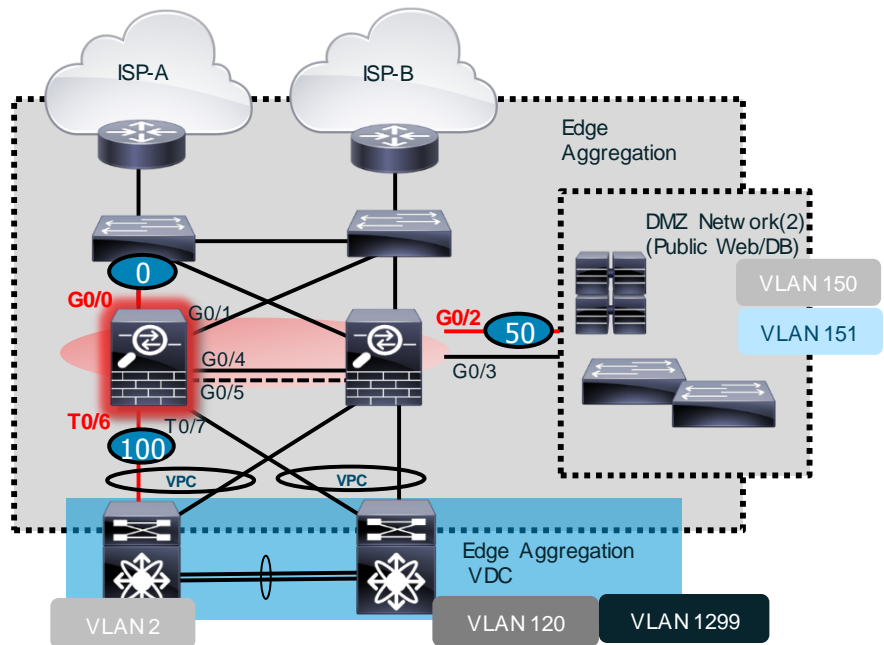 ISP-A
ISP-B
Edge
Aggregation
DMZ Network(2)
(Public Web/DB)
VLAN 150
VLAN 151
0
G0/0
G0/1
G0/2
50
G0/3
G0/4
G0/5
T0/6
T0/7
100
VPC
VPC
Edge Aggregation
VDC
VLAN 2
VLAN 120
VLAN 1299